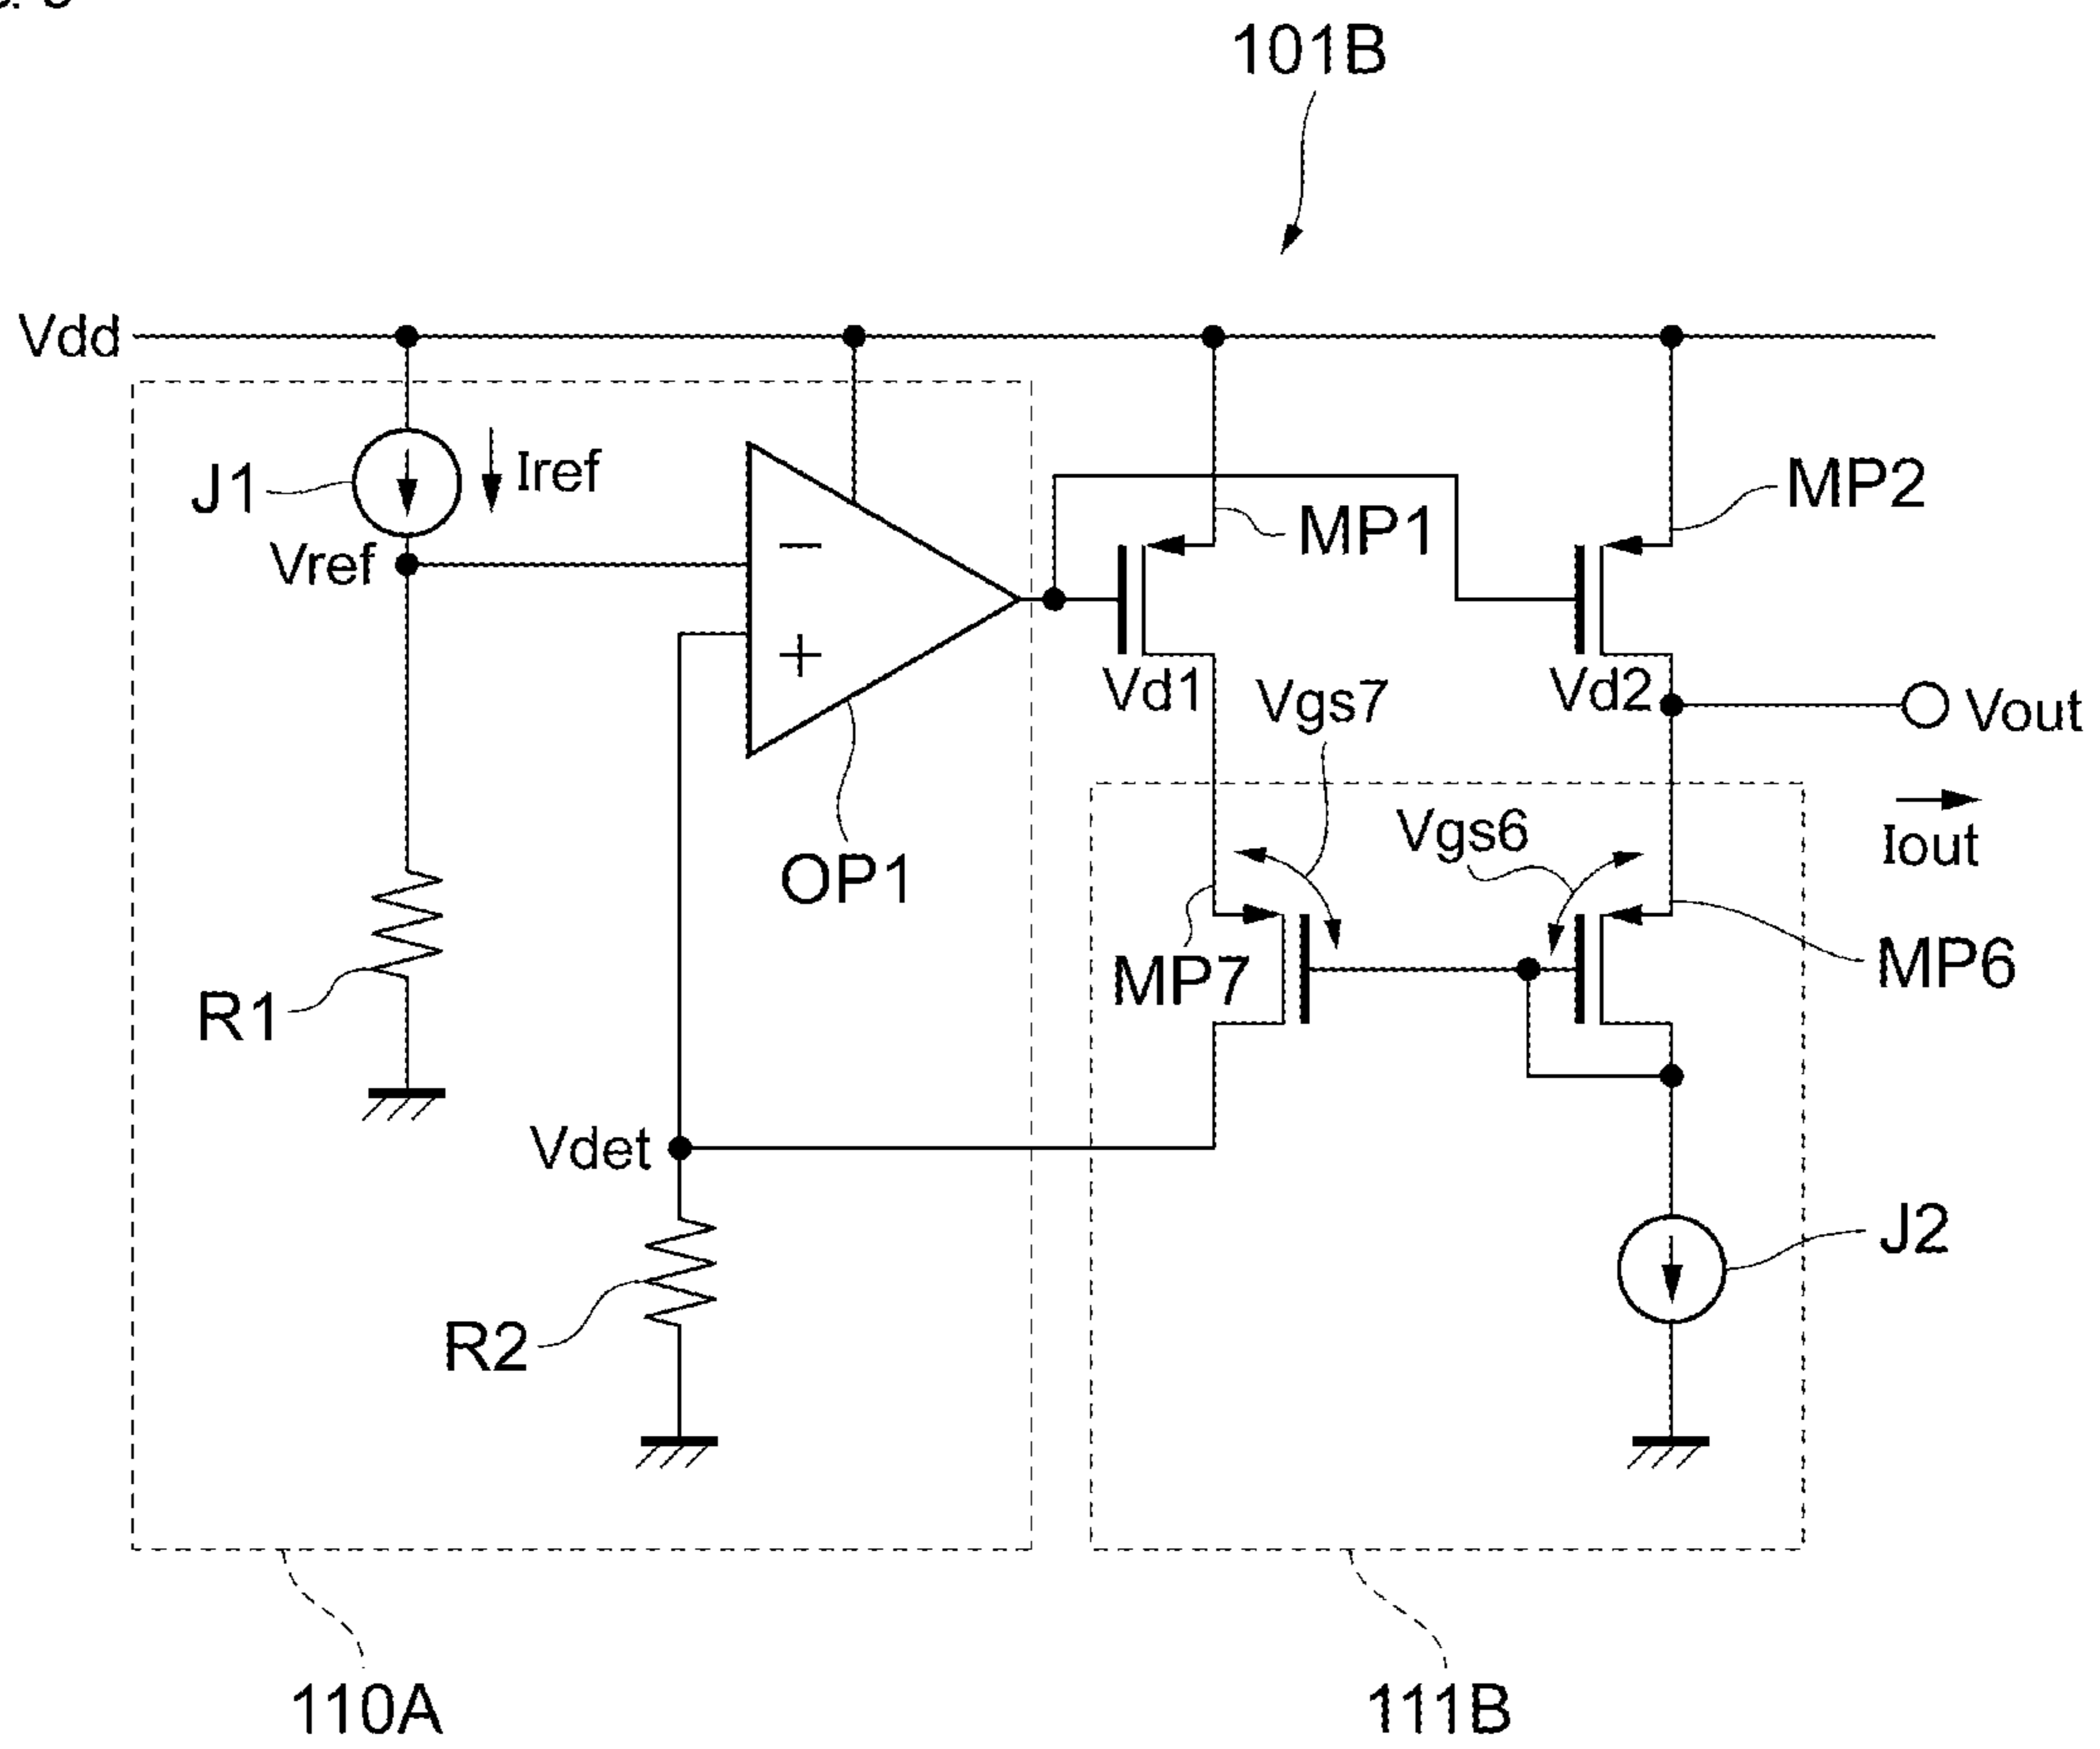 101B
Vdd
J1
Iref
MP2
MP1
Vref
−
+
Vd1
Vgs7
Vd2
Vout
Vgs6
Iout
OP1
MP7
MP6
R1
Vdet
J2
R2
110A
111B